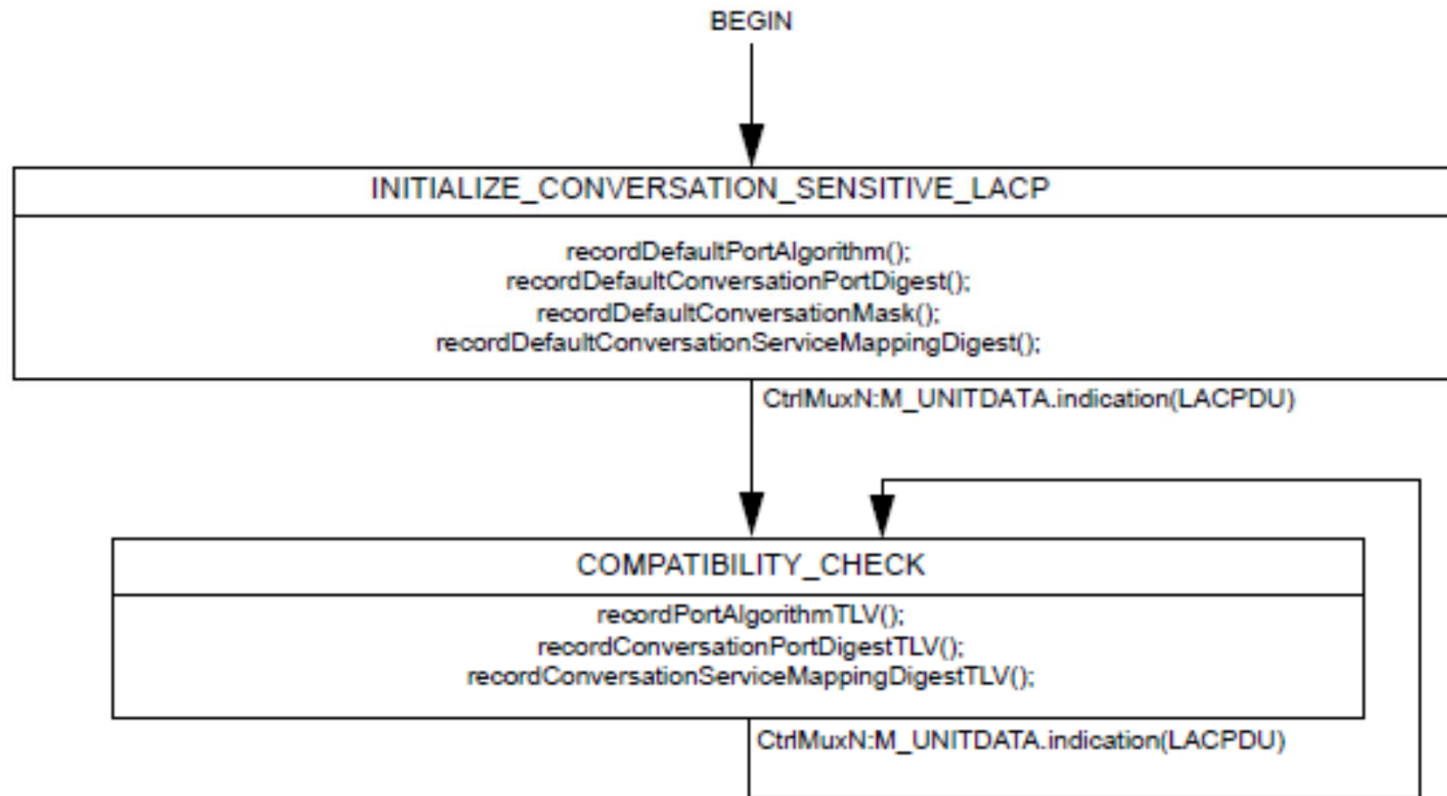 BEGIN
INITIALIZE_CONVERSATION_SENSITIVE_LACP
recordDefaultPortAlgorithm();
recordDefaultConversationPortDigest();
recordDefaultConversationMask();
recordDefaultConversationServiceMappingDigest();
CtrlMuxN:M_UNITDATA.indication(LACPDU)
COMPATIBILITY_CHECK
recordPortAlgorithmTLV();
recordConversationPortDigestTLV();
recordConversationServiceMappingDigestTLV();
CtrlMuxN:M_UNITDATA.indication(LACPDU)